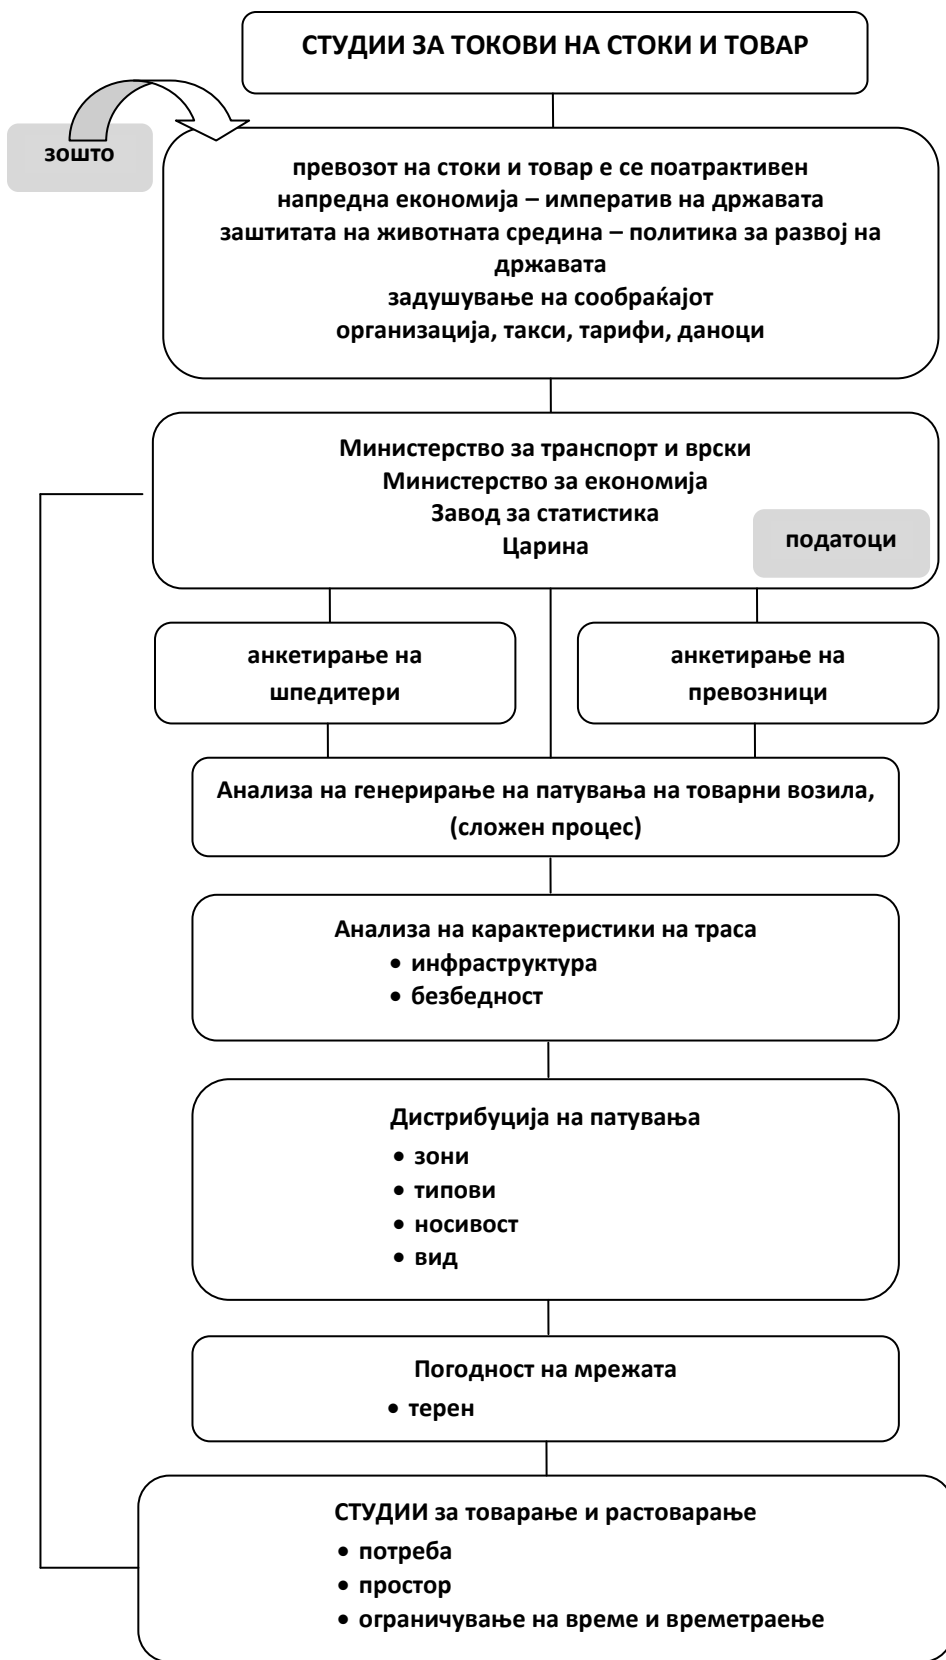 СТУДИИ ЗА ТОКОВИ НА СТОКИ И ТОВАР
зошто
превозот на стоки и товар е се поатрактивен
напредна економија – императив на државата
заштитата на животната средина – политика за развој на
државата
задушување на сообраќајот
организација, такси, тарифи, даноци
Министерство за транспорт и врски
Министерство за економија
Завод за статистика
Царина
податоци
анкетирање на
шпедитери
анкетирање на
превозници
Анализа на генерирање на патувања на товарни возила,
(сложен процес)
Анализа на карактеристики на траса
• инфраструктура
• безбедност
Дистрибуција на патувања
• зони
• типови
• носивост
• вид
Погодност на мрежата
• терен
СТУДИИ за товарање и растоварање
• потреба
• простор
• ограничување на време и времетраење